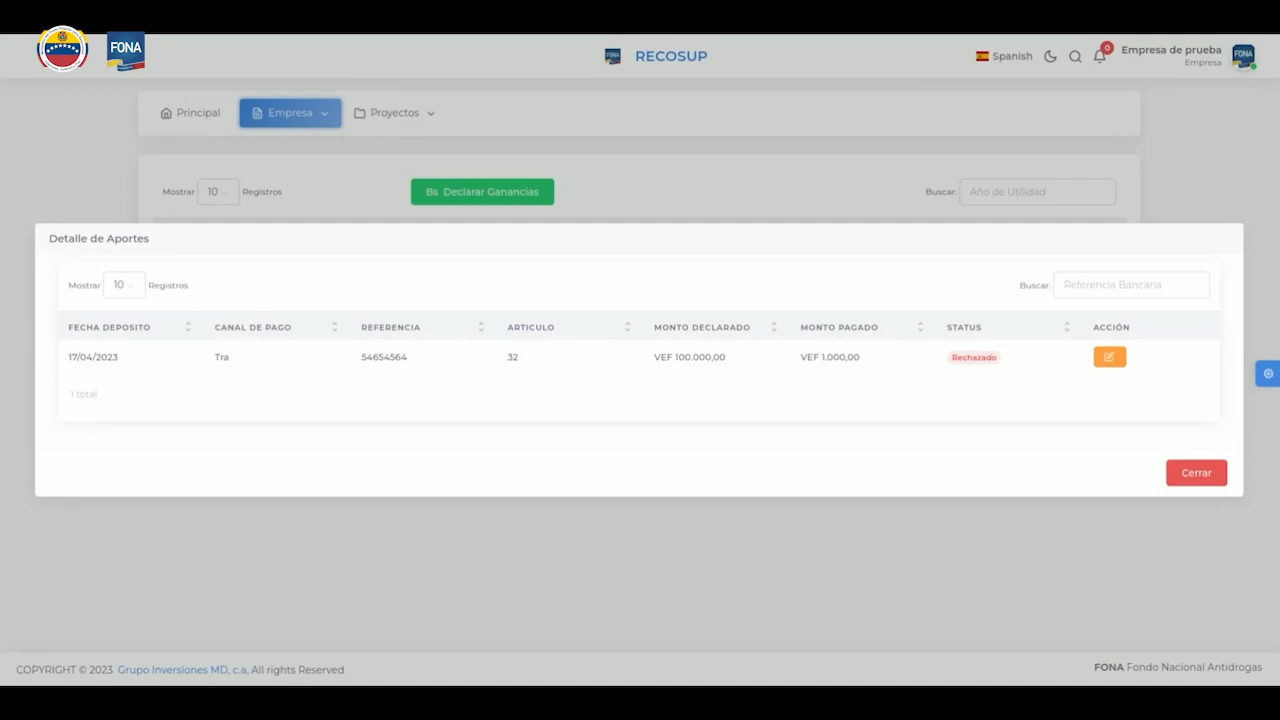 FONA
RECOSUP
Spanish
0
Empresa de prueba
Empresa
FONA
Principal
Empresa
Proyectos
Mostrar 10 Registros
Bs Declarar Ganancias
Buscar: Año de Utilidad
Detalle de Aportes
Mostrar 10 Registros
Buscar: Referencia Bancaria
FECHA DEPOSITO CANAL DE PAGO REFERENCIA ARTICULO MONTO DECLARADO MONTO PAGADO STATUS ACCIÓN
17/04/2023 Tra 54654564 32 VEF 100.000,00 VEF 1.000,00 Rechazado
1 total
Cerrar
COPYRIGHT © 2023 Grupo Inversiones MD, c.a, All rights Reserved
FONA Fondo Nacional Antidrogas